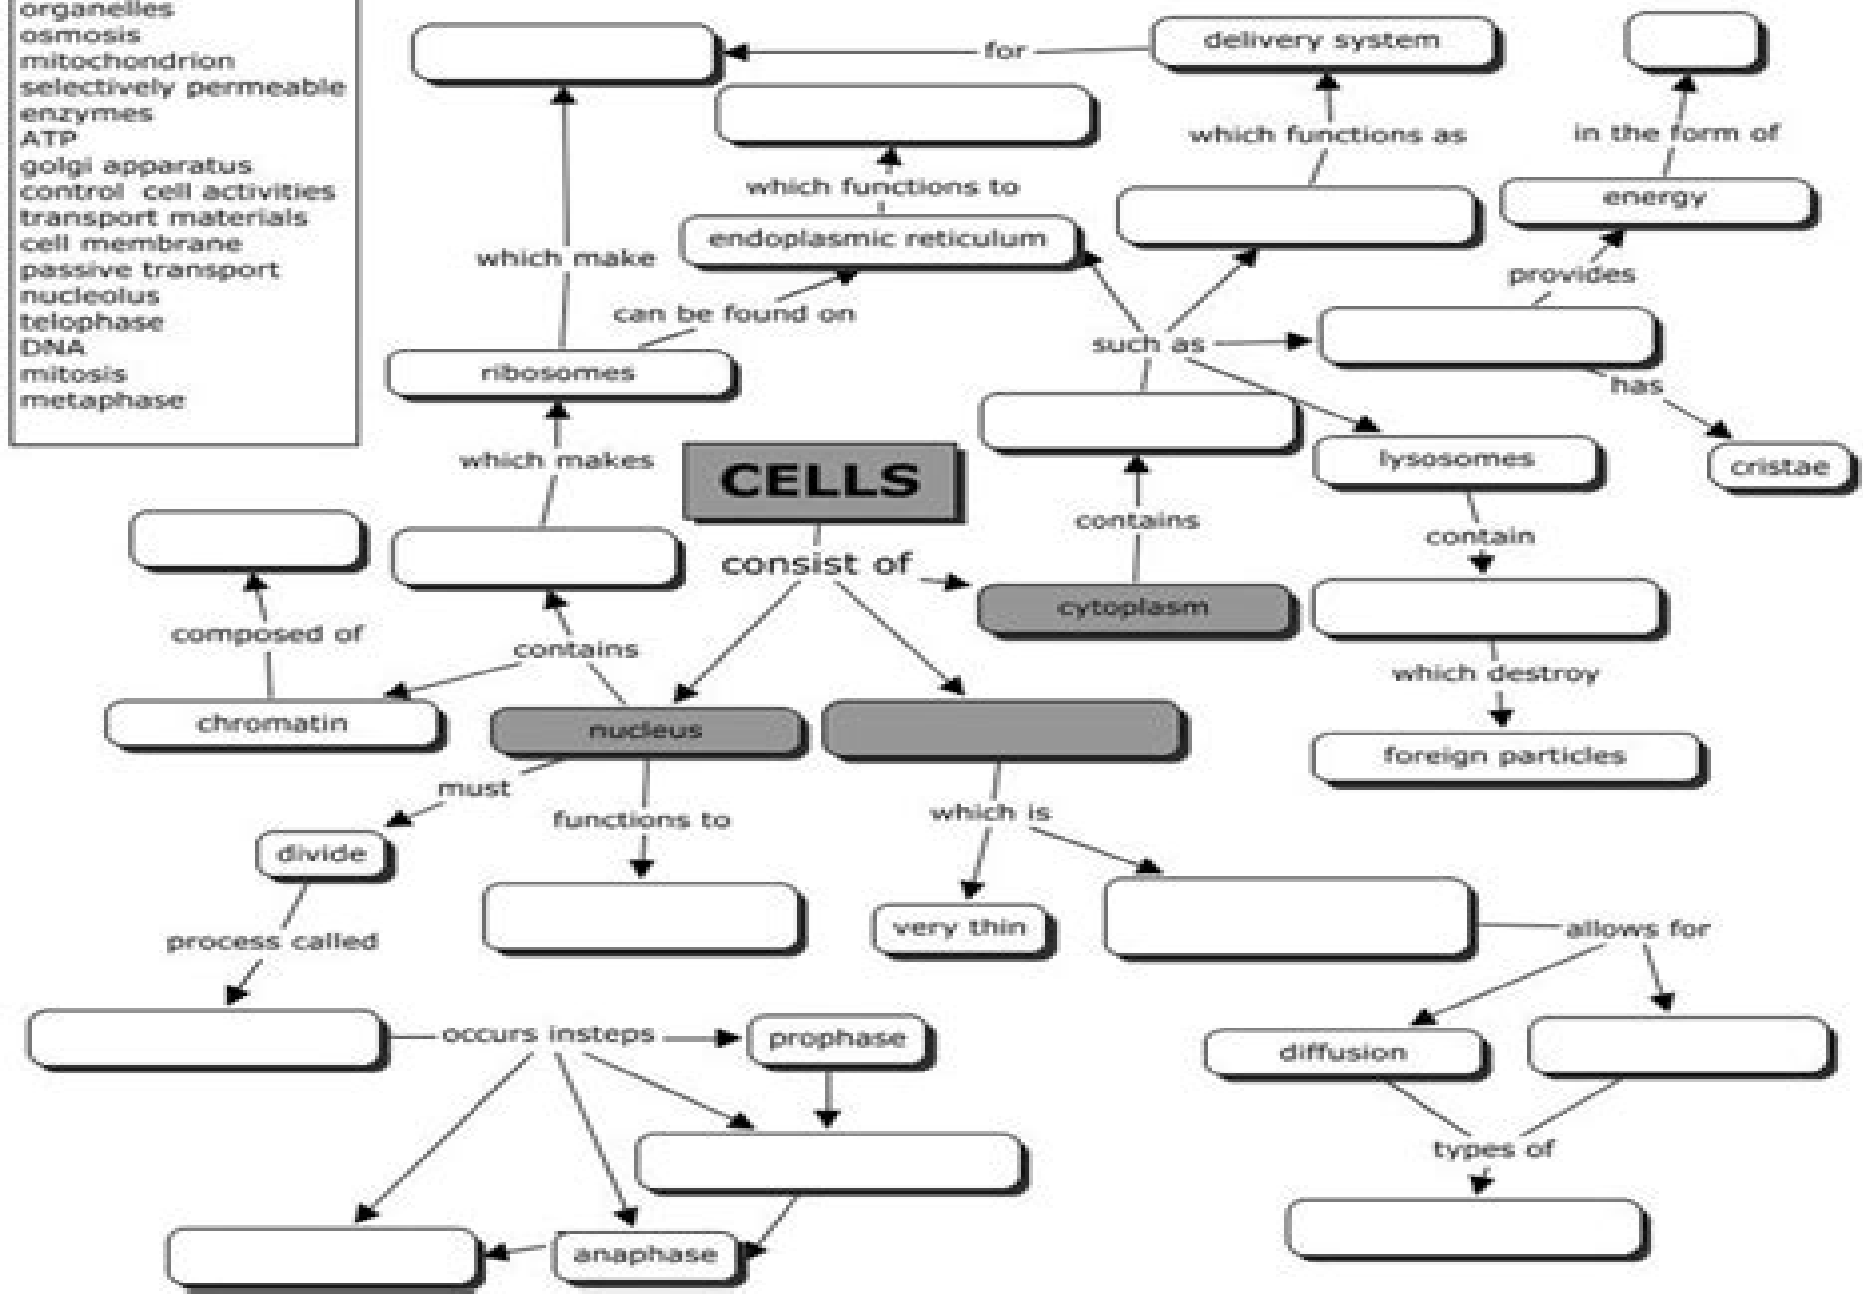 organelles
osmosis
mitochondrion
selectively permeable
enzymes
ATP
golgi apparatus
control cell activities
transport materials
cell membrane
passive transport
nucleolus
telophase
DNA
mitosis
metaphase
for
delivery system
which functions as
in the form of
which functions to
energy
endoplasmic reticulum
which make
provides
can be found on
such as
ribosomes
has
which makes
CELLS
lysosomes
cristae
contains
contain
consist of
cytoplasm
composed of
contains
which destroy
chromatin
nucleus
foreign particles
must
functions to
which is
divide
very thin
allows for
process called
occurs insteps
prophase
diffusion
types of
anaphase